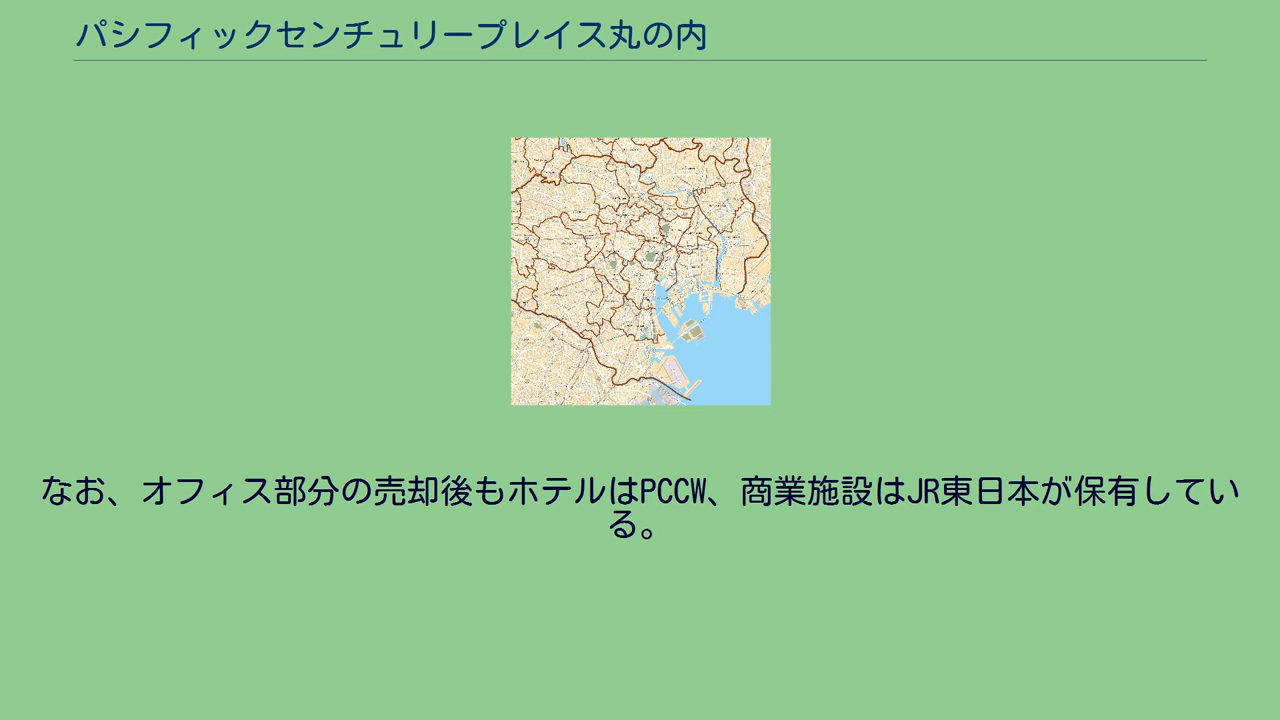 パシフィックセンチュリープレイス丸の内
なお、オフィス部分の売却後もホテルはPCCW、商業施設はJR東日本が保有してい
る。